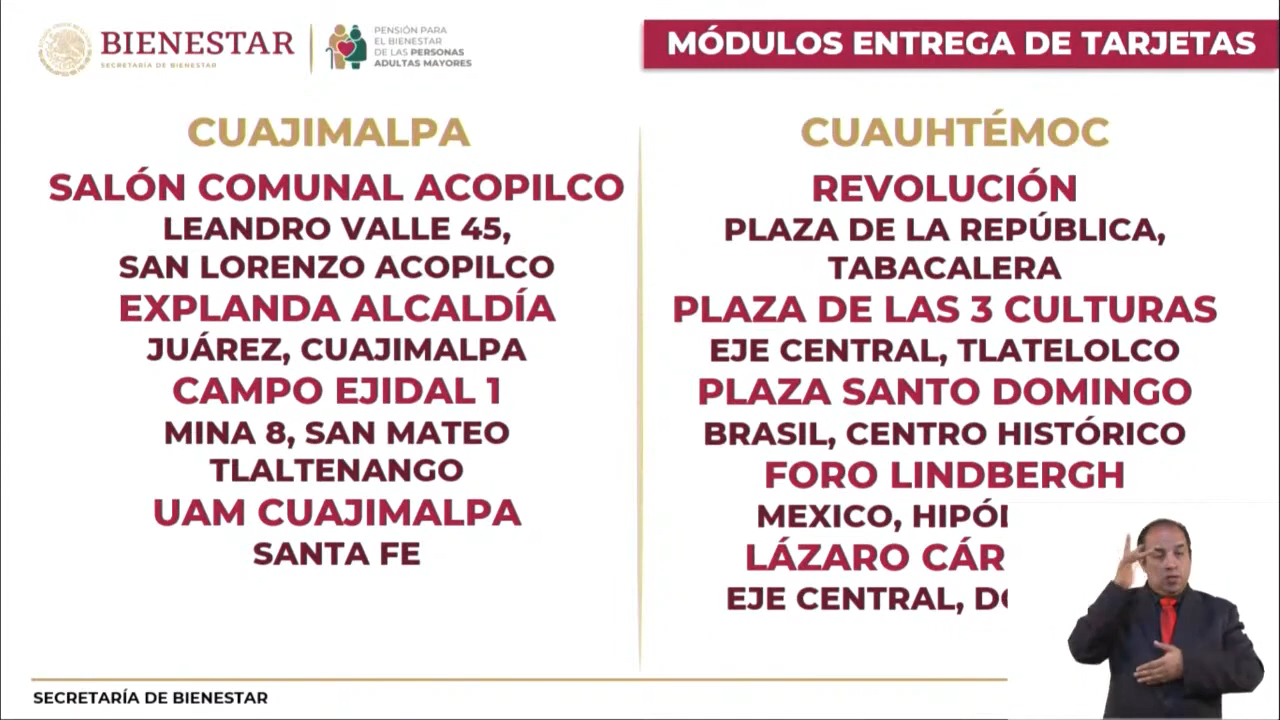 BIENESTAR
SECRETARÍA DE BIENESTAR
PENSIÓN PARA
EL BIENESTAR
DE LAS PERSONAS
ADULTAS MAYORES
MÓDULOS ENTREGA DE TARJETAS
CUAJIMALPA
SALÓN COMUNAL ACOPILCO
LEANDRO VALLE 45,
SAN LORENZO ACOPILCO
EXPLANDA ALCALDÍA
JUÁREZ, CUAJIMALPA
CAMPO EJIDAL 1
MINA 8, SAN MATEO
TLALTENANGO
UAM CUAJIMALPA
SANTA FE
CUAUHTÉMOC
REVOLUCIÓN
PLAZA DE LA REPÚBLICA,
TABACALERA
PLAZA DE LAS 3 CULTURAS
EJE CENTRAL, TLATELOLCO
PLAZA SANTO DOMINGO
BRASIL, CENTRO HISTÓRICO
FORO LINDBERGH
MEXICO,
LÁZARO
EJE CENTRAL,
SECRETARÍA DE BIENESTAR